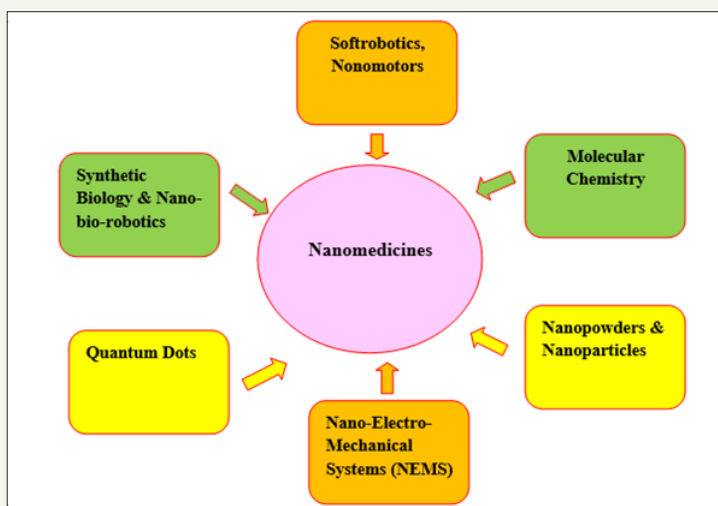 Softrobotics,
Nonomotors
Synthetic
Biology & Nano-
bio-robotics
Molecular
Chemistry
Nanomedicines
Quantum Dots
Nanopowders &
Nanoparticles
Nano-Electro-
Mechanical
Systems (NEMS)